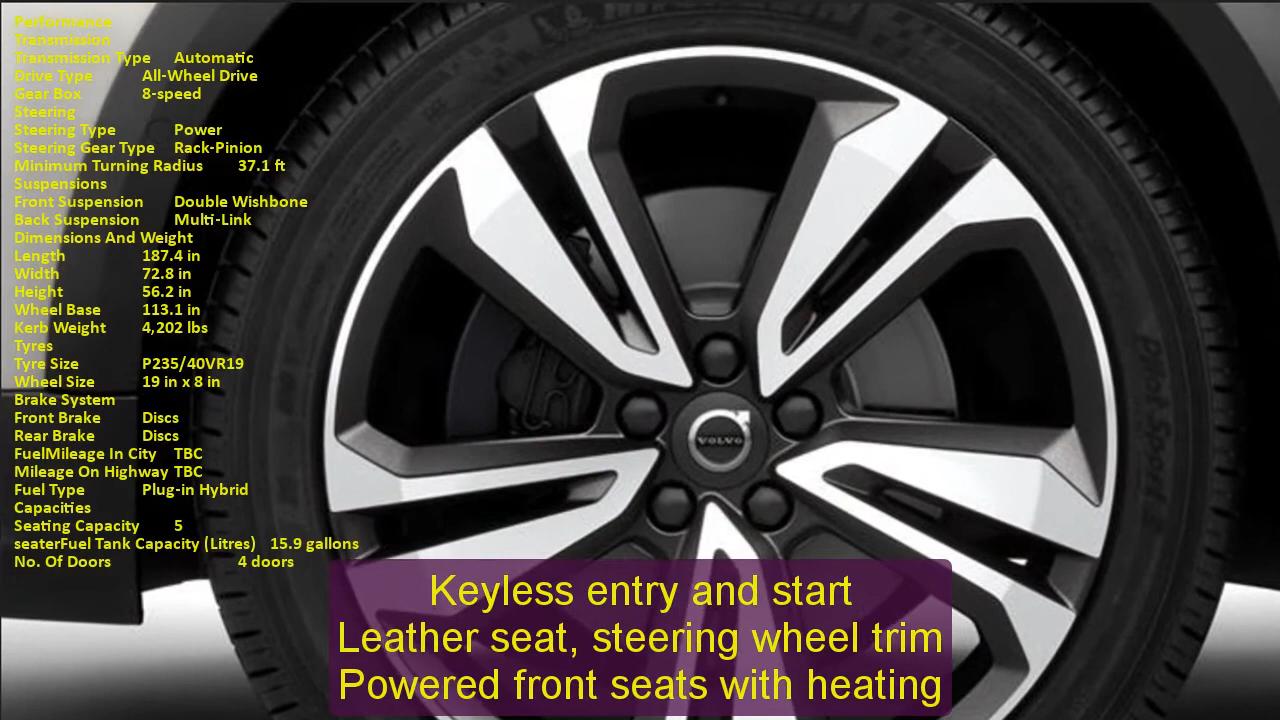 Performance
Transmission
Transmission Type Automatic
Drive Type All-Wheel Drive
Gear Box 8-speed
Steering
Steering Type Power
Steering Gear Type Rack-Pinion
Minimum Turning Radius 37.1 ft
Suspensions
Front Suspension Double Wishbone
Back Suspension Multi-Link
Dimensions And Weight
Length 187.4 in
Width 72.8 in
Height 56.2 in
Wheel Base 113.1 in
Kerb Weight 4,202 lbs
Tyres
Tyre Size P235/40VR19
Wheel Size 19 in x 8 in
Brake System
Front Brake Discs
Rear Brake Discs
FuelMileage In City TBC
Mileage On Highway TBC
Fuel Type Plug-in Hybrid
Capacities
Seating Capacity 5
seaterFuel Tank Capacity (Litres) 15.9 gallons
No. Of Doors 4 doors
VOLVO
Pilot Sport
Keyless entry and start
Leather seat, steering wheel trim
Powered front seats with heating